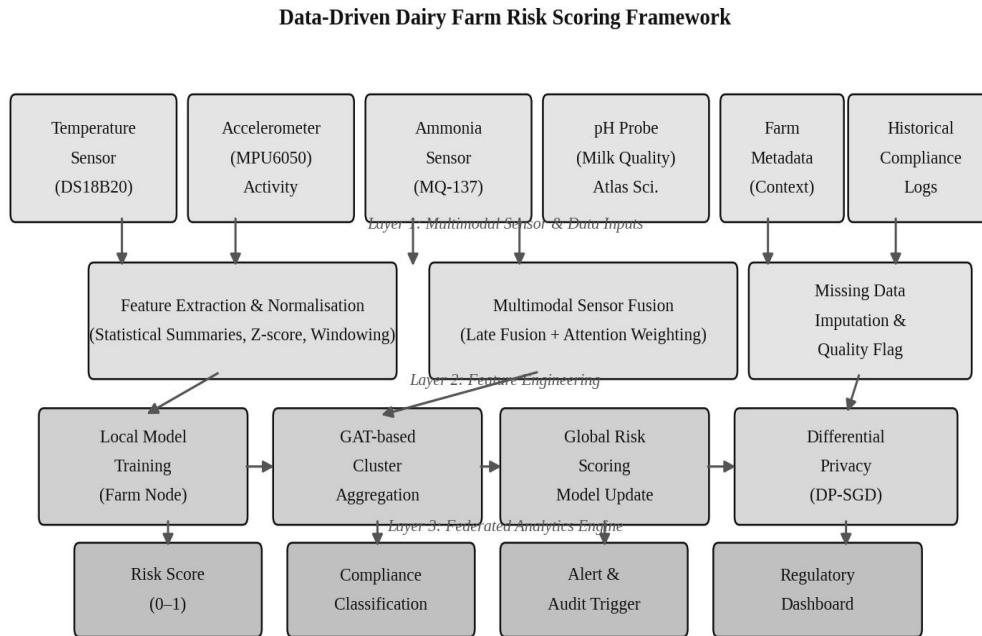 Data-Driven Dairy Farm Risk Scoring Framework
Temperature
Sensor
(DS18B20)
Accelerometer
(MPU6050)
Activity
Ammonia
Sensor
(MQ-137)
pH Probe
(Milk Quality)
Atlas Sci.
Farm
Metadata
(Context)
Historical
Compliance
Logs
Layer 1: Multimodal Sensor & Data Inputs
Feature Extraction & Normalisation
(Statistical Summaries, Z-score, Windowing)
Multimodal Sensor Fusion
(Late Fusion + Attention Weighting)
Missing Data
Imputation &
Quality Flag
Layer 2: Feature Engineering
Local Model
Training
(Farm Node)
GAT-based
Cluster
Aggregation
Global Risk
Scoring
Model Update
Differential
Privacy
(DP-SGD)
Layer 3: Federated Analytics Engine
Risk Score
(0–1)
Compliance
Classification
Alert &
Audit Trigger
Regulatory
Dashboard